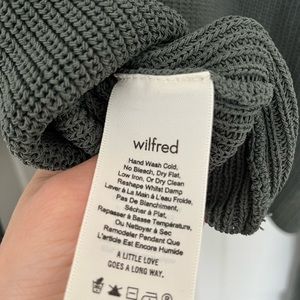 wilfred
Hand Wash Cold,
No Bleach, Dry Flat,
Low Iron, Or Dry Clean
Reshape Whilst Damp
Laver À La Main À L'eau Froide,
Pas De Blanchiment,
Sécher À Plat,
Repasser À Basse Température,
Ou Nettoyer À Sec
Remodeler Pendant Que
L'article Est Encore Humide
A LITTLE LOVE
GOES A LONG WAY.